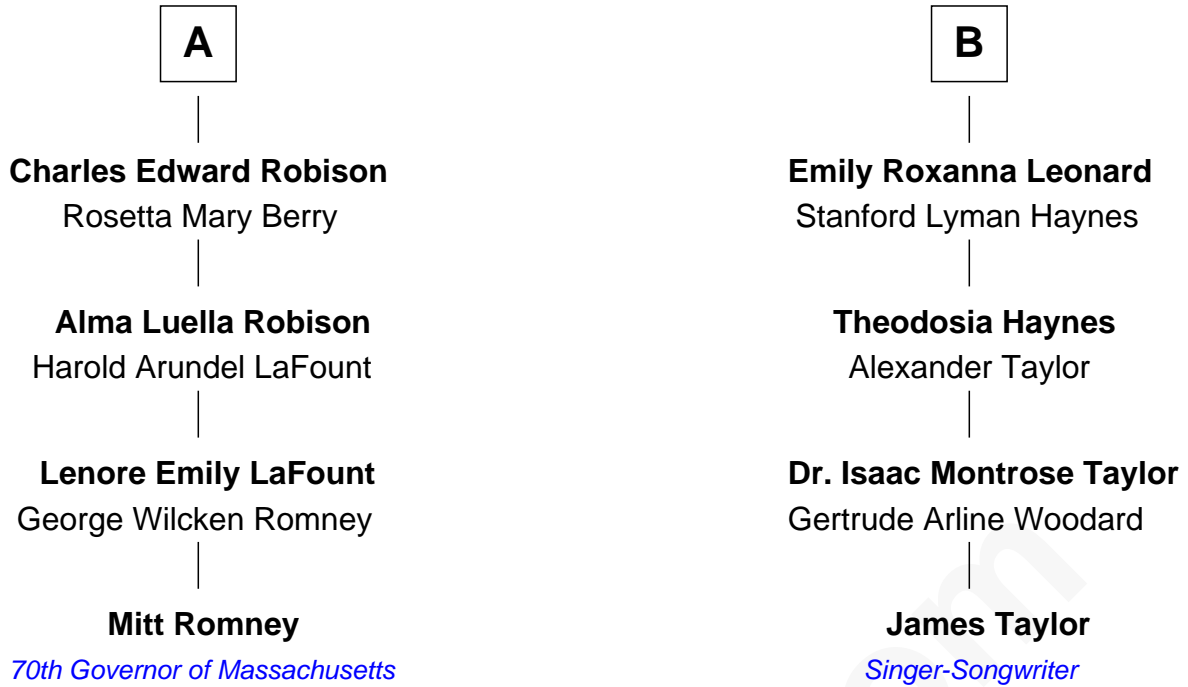 A
Charles Edward Robison
Rosetta Mary Berry
Alma Luella Robison
Harold Arundel LaFount
Lenore Emily LaFount
George Wilcken Romney
Mitt Romney
70th Governor of Massachusetts
B
Emily Roxanna Leonard
Stanford Lyman Haynes
Theodosia Haynes
Alexander Taylor
Dr. Isaac Montrose Taylor
Gertrude Arline Woodard
James Taylor
Singer-Songwriter